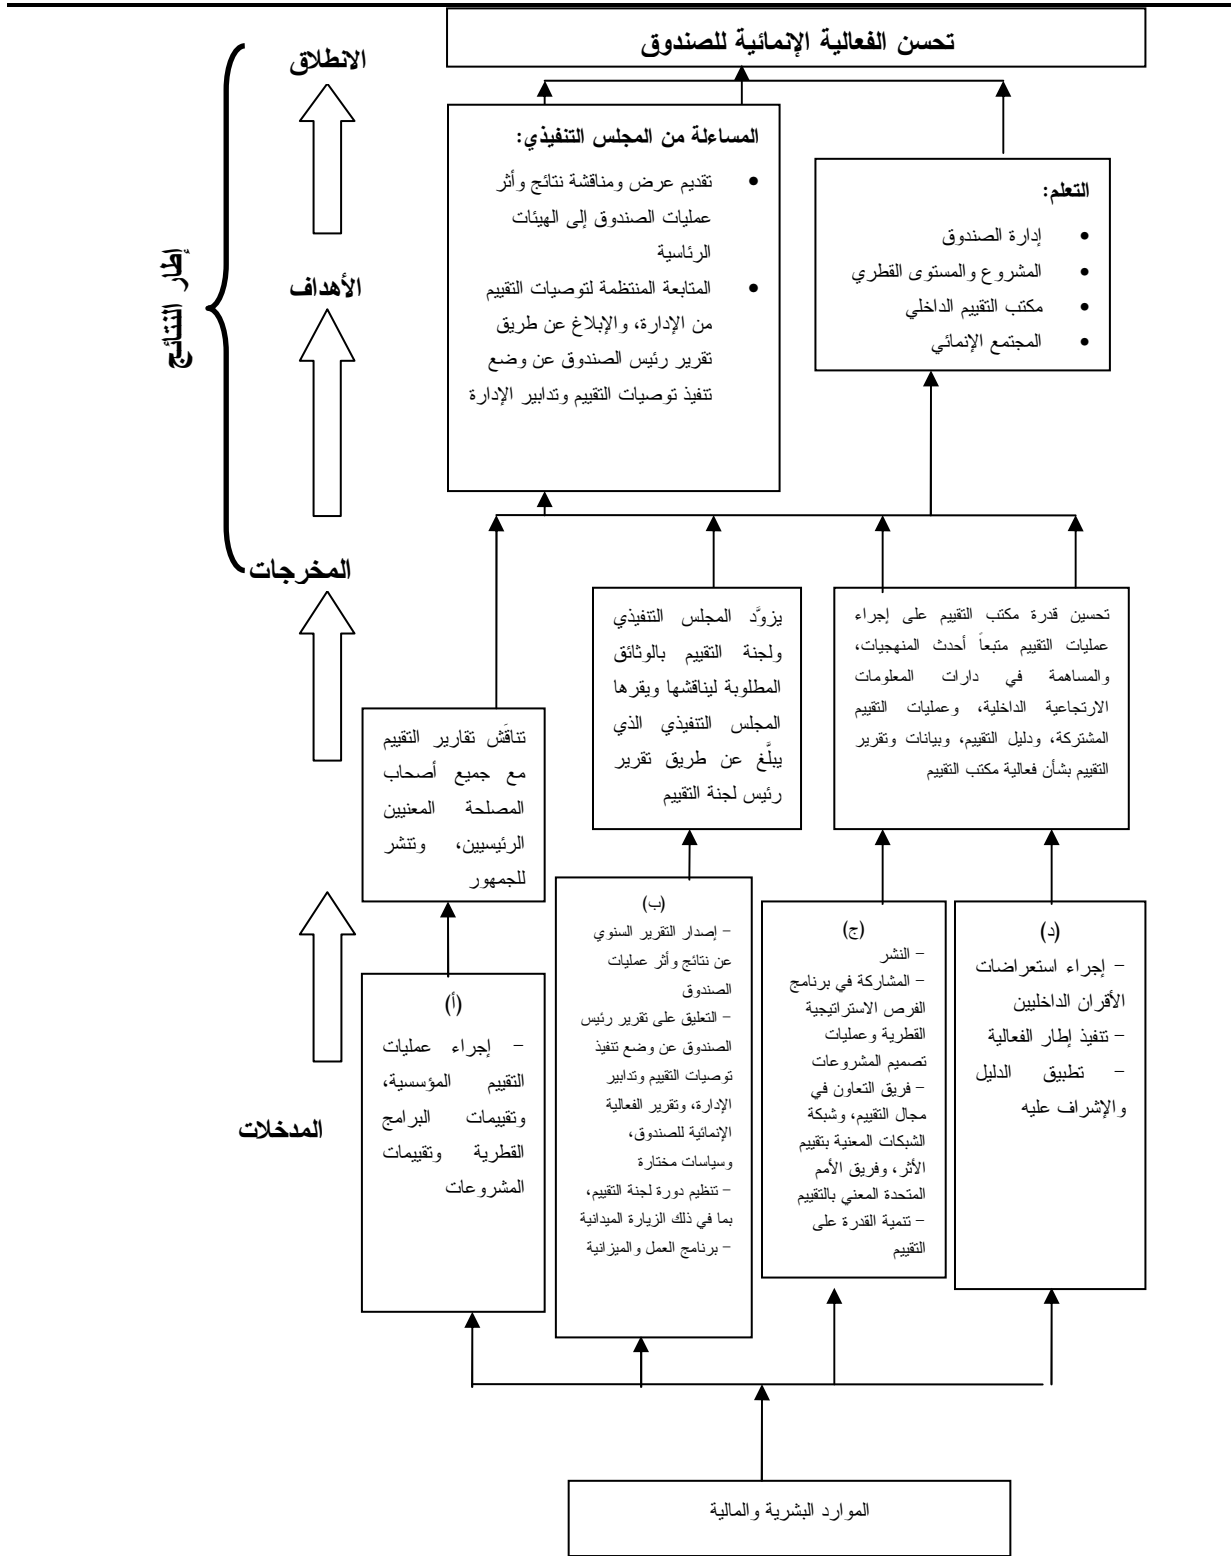 تحسن الفعالية الإنمائية للصندوق
الانطلاق
الأهداف
المخرجات
المدخلات
إطار النتائج
التعلم:
• إدارة الصندوق
• المشروع والمستوى القطري
• مكتب التقييم الداخلي
• المجتمع الإنمائي
المساءلة من المجلس التنفيذي:
• تقديم عرض ومناقشة نتائج وأثر
عمليات الصندوق إلى الهيئات
الرئاسية
• المتابعة المنتظمة لتوصيات التقييم
من الإدارة، والإبلاغ عن طريق
تقرير رئيس الصندوق عن وضع
تنفيذ توصيات التقييم وتدابير الإدارة
تحسين قدرة مكتب التقييم على إجراء
عمليات التقييم متبعاً أحدث المنهجيات،
والمساهمة في دارات المعلومات
الارتجاعية الداخلية، وعمليات التقييم
المشتركة، ودليل التقييم، وبيانات وتقرير
التقييم بشأن فعالية مكتب التقييم
يزوَّد المجلس التنفيذي
ولجنة التقييم بالوثائق
المطلوبة ليناقشها ويقرها
المجلس التنفيذي الذي
يبلَّغ عن طريق تقرير
رئيس لجنة التقييم
تناقَش تقارير التقييم
مع جميع أصحاب
المصلحة المعنيين
الرئيسيين، وتنشر
للجمهور
(د)
– إجراء استعراضات
الأقران الداخليين
– تنفيذ إطار الفعالية
– تطبيق الدليل
والإشراف عليه
(ج)
– النشر
– المشاركة في برنامج
الفرص الاستراتيجية
القطرية وعمليات
تصميم المشروعات
– فريق التعاون في
مجال التقييم، وشبكة
الشبكات المعنية بتقييم
الأثر، وفريق الأمم
المتحدة المعني بالتقييم
– تنمية القدرة على
التقييم
(ب)
– إصدار التقرير السنوي
عن نتائج وأثر عمليات
الصندوق
– التعليق على تقرير رئيس
الصندوق عن وضع تنفيذ
توصيات التقييم وتدابير
الإدارة، وتقرير الفعالية
الإنمائية للصندوق،
وسياسات مختارة
– تنظيم دورة لجنة التقييم،
بما في ذلك الزيارة الميدانية
– برنامج العمل والميزانية
(أ)
– إجراء عمليات
التقييم المؤسسية،
وتقييمات البرامج
القطرية وتقييمات
المشروعات
الموارد البشرية والمالية